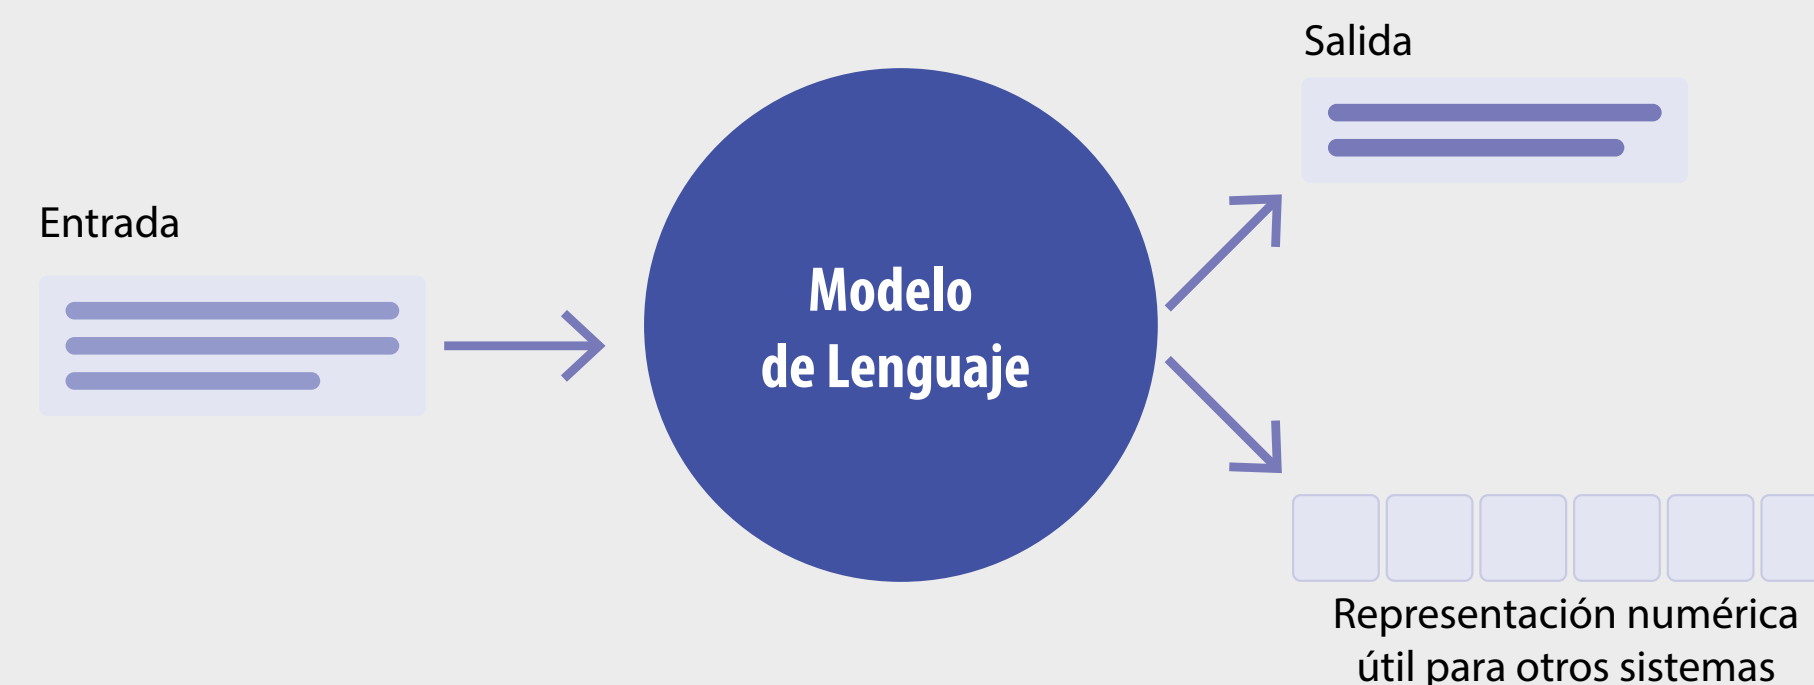 Salida
Entrada
Modelo
de Lenguaje
Representación numérica
útil para otros sistemas